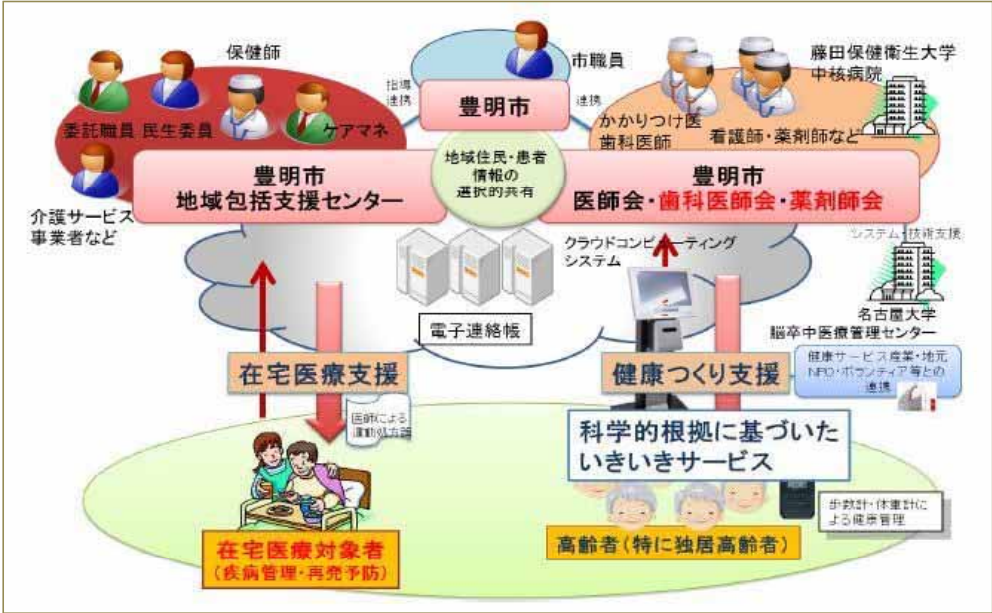 保健師
市職員
藤田保健衛生大学
中核病院
指導
連携
豊明市
連携
委託職員
民生委員
ケアマネ
かかりつけ医
歯科医師
看護師・薬剤師など
地域住民・患者
情報の
選択的共有
豊明市
地域包括支援センター
豊明市
医師会・歯科医師会・薬剤師会
介護サービス
事業者など
クラウドコンピューティング
システム
システム・技術支援
名古屋大学
脳卒中医療管理センター
電子連絡帳
在宅医療支援
健康つくり支援
健康サービス産業・地元
NPO・ボランティア等との
連携
医師による
運動処方箋
科学的根拠に基づいた
いきいきサービス
歩数計・体重計に
よる健康管理
在宅医療対象者
(疾病管理・再発予防)
高齢者(特に独居高齢者)